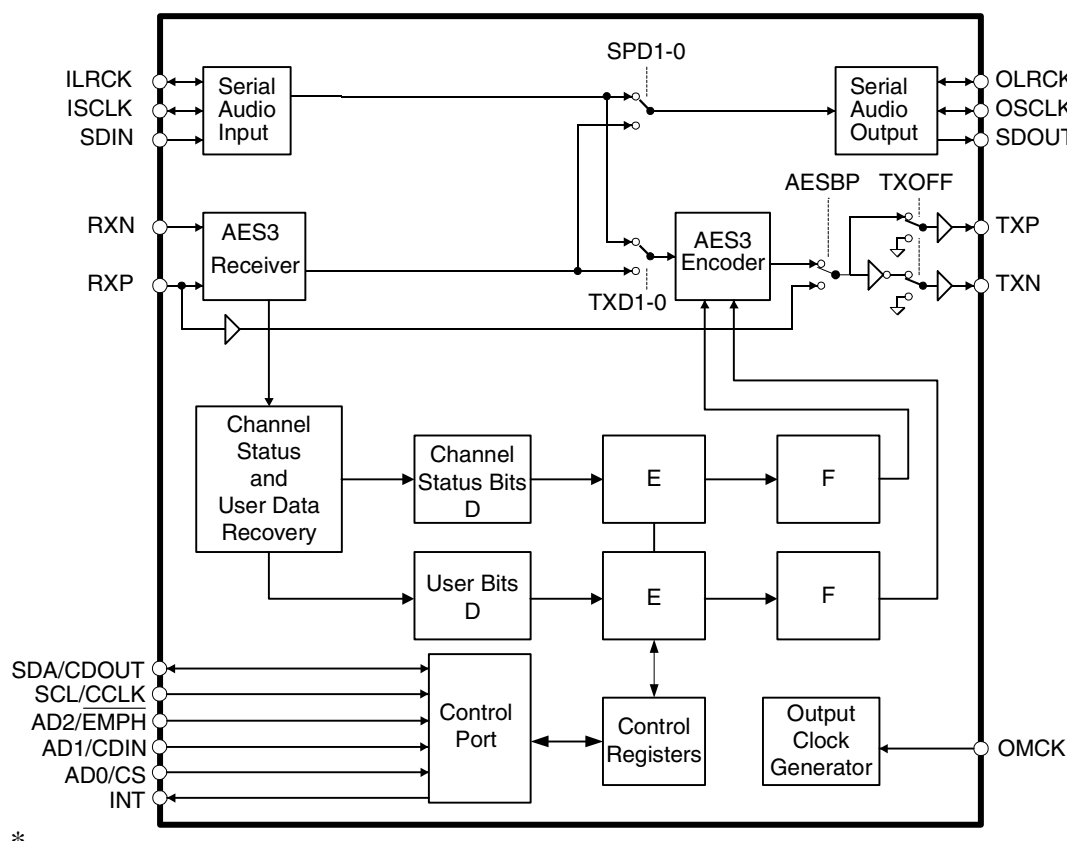 SPD1-0
ILRCK
ISCLK
SDIN
Serial
Audio
Input
Serial
Audio
Output
OLRCK
OSCLK
SDOUT
AESBP
TXOFF
RXN
RXP
AES3
Receiver
TXD1-0
AES3
Encoder
TXP
TXN
Channel
Status
and
User Data
Recovery
Channel
Status Bits
D
E
F
User Bits
D
E
F
SDA/CDOUT
SCL/CCLK
AD2/EMPH
AD1/CDIN
AD0/CS
INT
Control
Port
Control
Registers
Output
Clock
Generator
OMCK
*